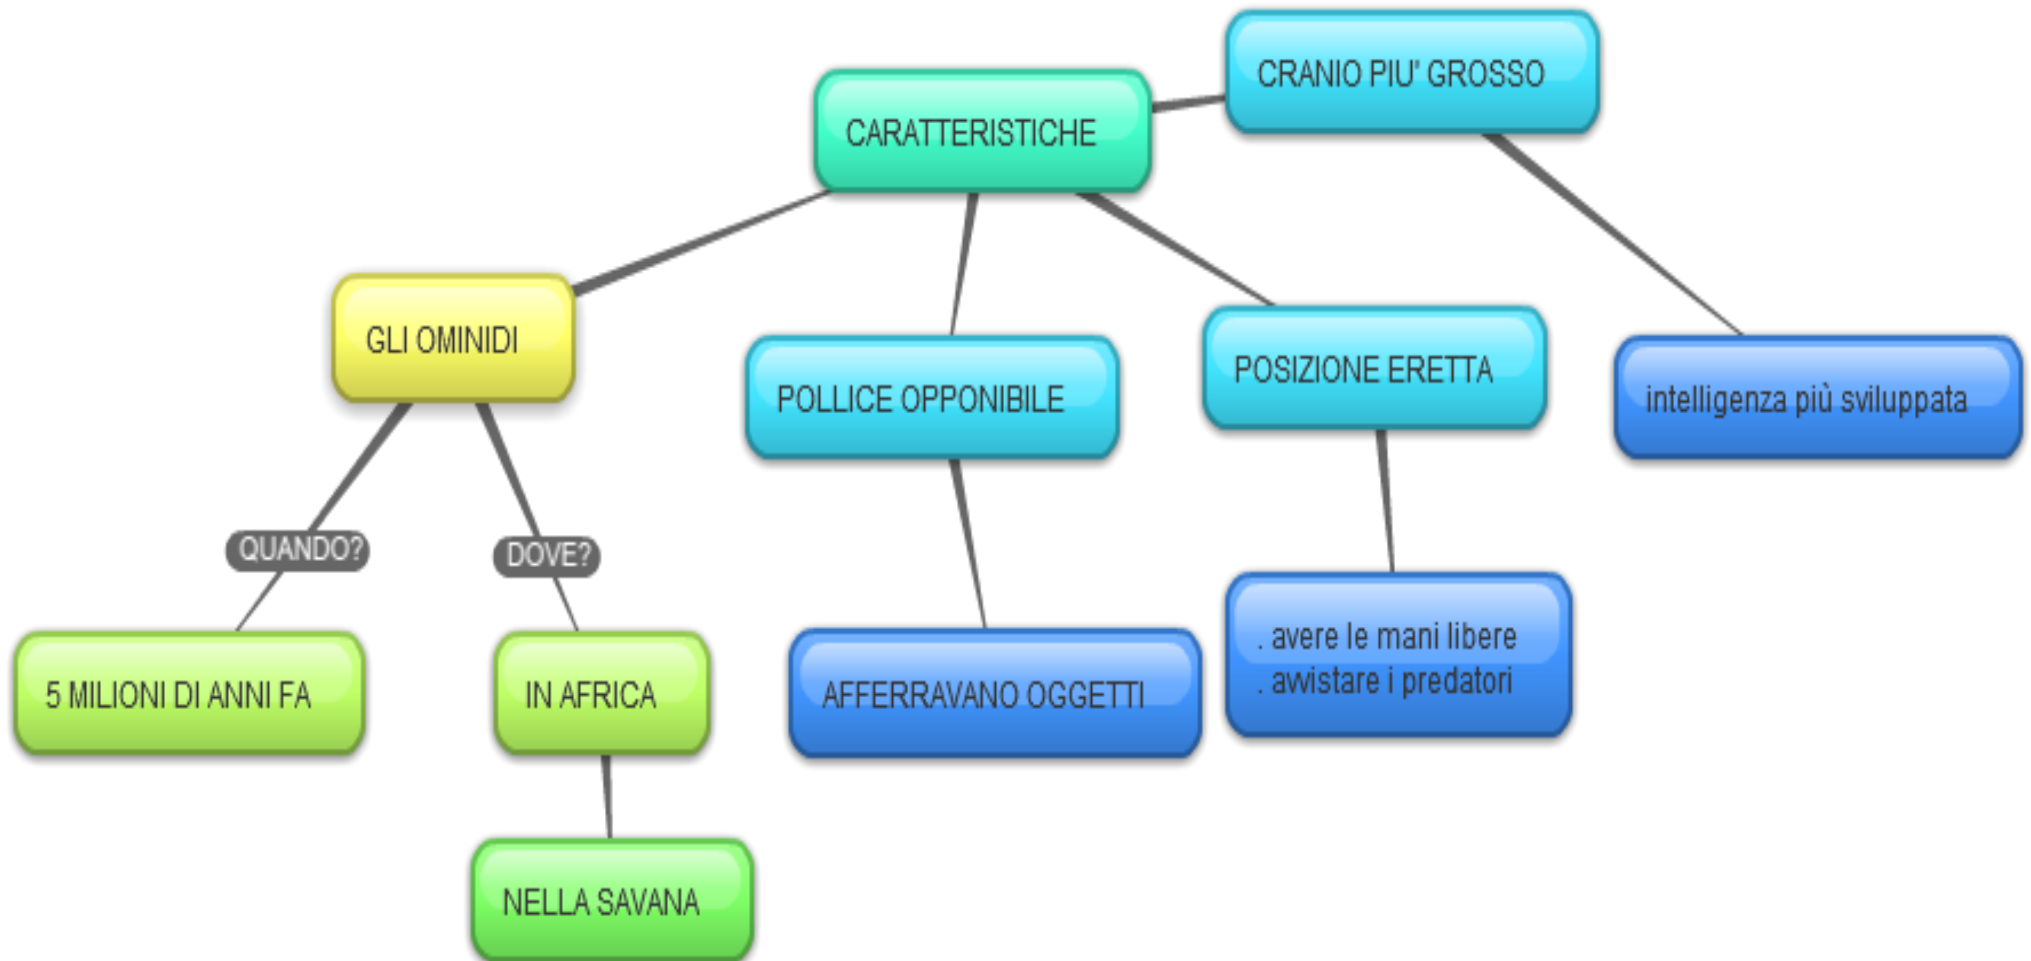 CRANIO PIU' GROSSO
CARATTERISTICHE
GLI OMINIDI
POLLICE OPPONIBILE
POSIZIONE ERETTA
intelligenza più sviluppata
QUANDO?
DOVE?
5 MILIONI DI ANNI FA
IN AFRICA
AFFERRAVANO OGGETTI
. avere le mani libere
. avvistare i predatori
NELLA SAVANA